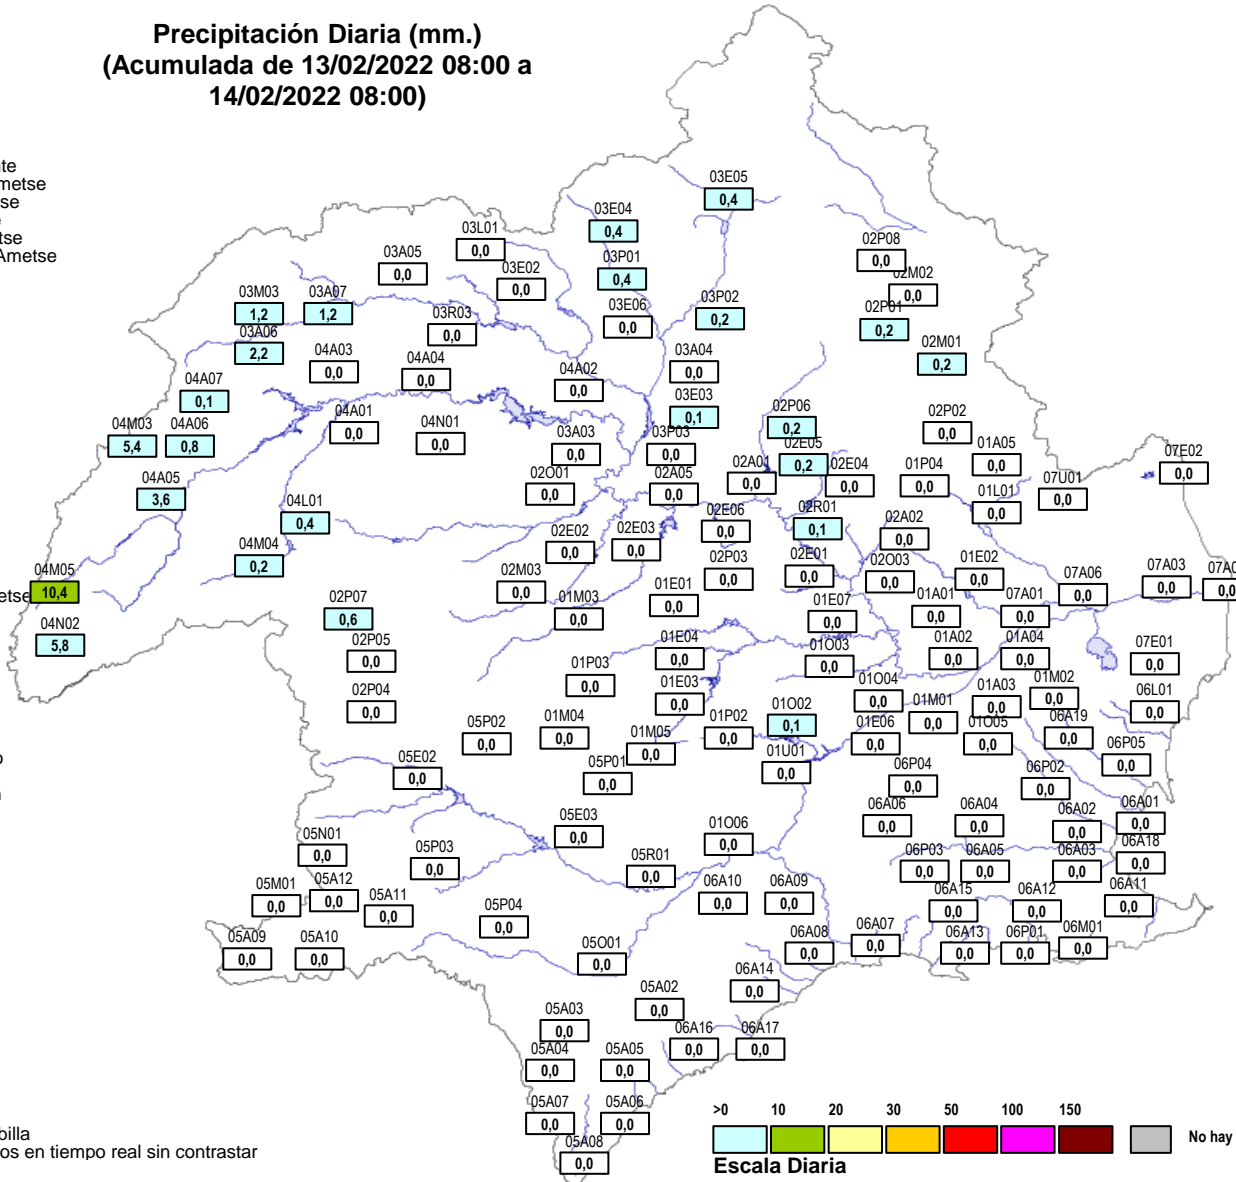 Precipitación Diaria (mm.)
(Acumulada de 13/02/2022 08:00 a
14/02/2022 08:00)
03E05
0,4
03E04
0,4
03L01
0,0
03A05
0,0
03E02
0,0
03P01
0,4
02P08
0,0
02M02
0,0
03M03
1,2
03A07
1,2
03R03
0,0
03E06
0,0
03P02
0,2
02P01
0,2
03A06
2,2
04A03
0,0
04A04
0,0
04A02
0,0
03A04
0,0
02M01
0,2
04A07
0,1
04A01
0,0
04N01
0,0
03E03
0,1
02P06
0,2
02P02
0,0
04M03
5,4
04A06
0,8
03A03
0,0
03P03
0,0
02E05
0,2
01A05
0,0
07E02
0,0
04A05
3,6
02O01
0,0
02A05
0,0
02A01
0,0
02E04
0,0
01P04
0,0
07U01
0,0
04L01
0,4
01L01
0,0
02E02
0,0
02E03
0,0
02E06
0,0
02R01
0,1
02A02
0,0
04M04
0,2
04M05
10,4
02M03
0,0
02P03
0,0
02E01
0,0
02O03
0,0
01E02
0,0
07A06
0,0
07A03
0,0
07A0
0,0
02P07
0,6
01M03
0,0
01E01
0,0
01E07
0,0
01A01
0,0
07A01
0,0
04N02
5,8
02P05
0,0
01E04
0,0
01O03
0,0
01A02
0,0
01A04
0,0
07E01
0,0
02P04
0,0
01P03
0,0
01E03
0,0
01O04
0,0
01A03
0,0
01M02
0,0
06L01
0,0
05P02
0,0
01M04
0,0
01M05
0,0
01P02
0,0
01O02
0,1
01E06
0,0
01M01
0,0
01O05
0,0
06A19
0,0
05E02
0,0
05P01
0,0
01U01
0,0
06P04
0,0
06P02
0,0
06P05
0,0
05E03
0,0
01O06
0,0
06A06
0,0
06A04
0,0
06A02
0,0
06A01
0,0
05N01
0,0
05P03
0,0
05R01
0,0
06P03
0,0
06A05
0,0
06A03
0,0
06A18
0,0
05M01
0,0
05A12
0,0
05A11
0,0
06A10
0,0
06A09
0,0
06A15
0,0
06A12
0,0
06A11
0,0
05P04
0,0
05A09
0,0
05A10
0,0
05O01
0,0
06A08
0,0
06A07
0,0
06A13
0,0
06P01
0,0
06M01
0,0
06A14
0,0
05A02
0,0
05A03
0,0
06A16
0,0
06A17
0,0
05A04
0,0
05A05
0,0
05A07
0,0
05A06
0,0
05A08
0,0
>0 10 20 30 50 100 150
No hay
Escala Diaria
billa
os en tiempo real sin contrastar